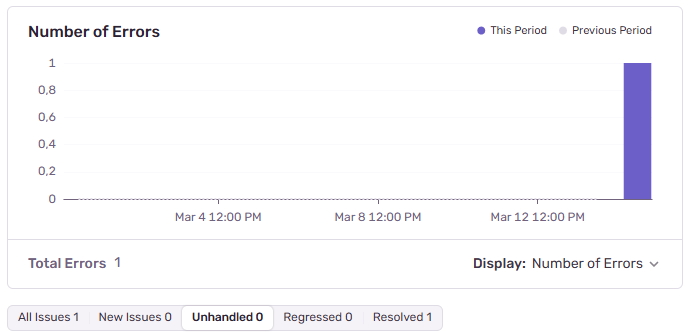 Number of Errors
This Period
Previous Period
1
0,8
0,6
0,4
0,2
0
Mar 4 12:00 PM
Mar 8 12:00 PM
Mar 12 12:00 PM
Total Errors 1
Display: Number of Errors
All Issues 1
New Issues 0
Unhandled 0
Regressed 0
Resolved 1